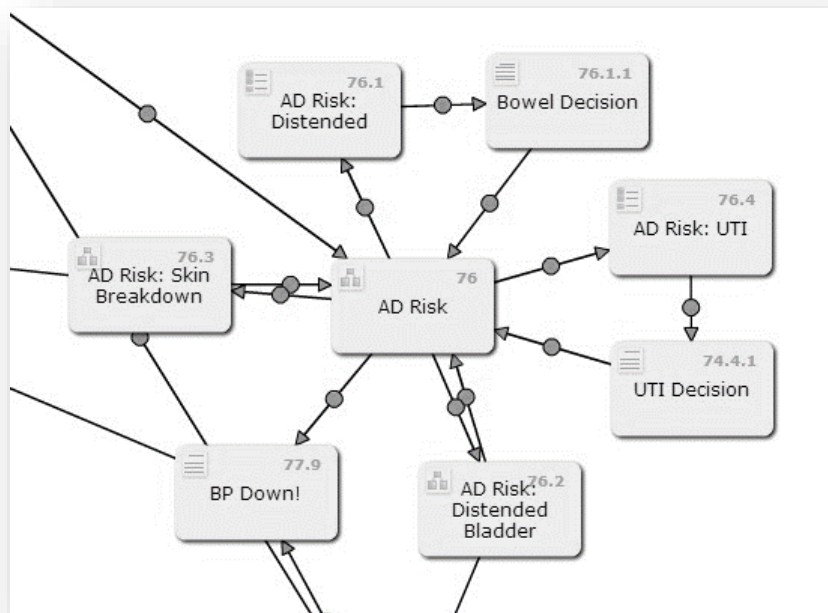 76.1
AD Risk:
Distended
76.1.1
Bowel Decision
76.4
AD Risk: UTI
76.3
AD Risk: Skin
Breakdown
76
AD Risk
74.4.1
UTI Decision
77.9
BP Down!
76.2
AD Risk:
Distended
Bladder